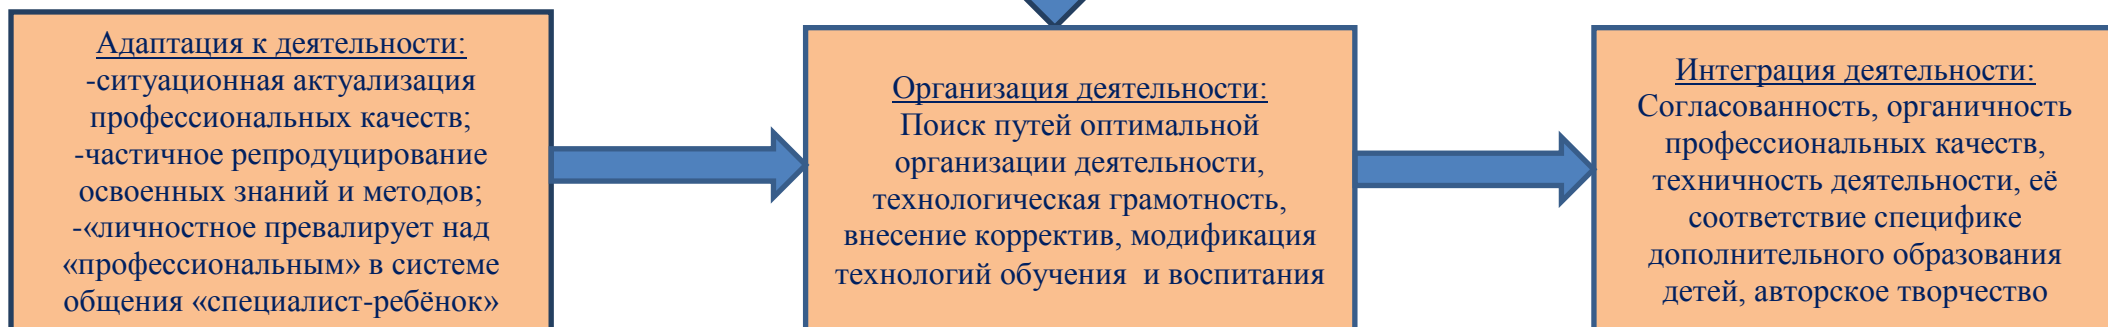 Адаптация к деятельности:
-ситуационная актуализация
профессиональных качеств;
-частичное репродуцирование
освоенных знаний и методов;
-«личностное превалирует над
«профессиональным» в системе
общения «специалист-ребёнок»
Организация деятельности:
Поиск путей оптимальной
организации деятельности,
технологическая грамотность,
внесение корректив, модификация
технологий обучения и воспитания
Интеграция деятельности:
Согласованность, органичность
профессиональных качеств,
техничность деятельности, её
соответствие специфике
дополнительного образования
детей, авторское творчество